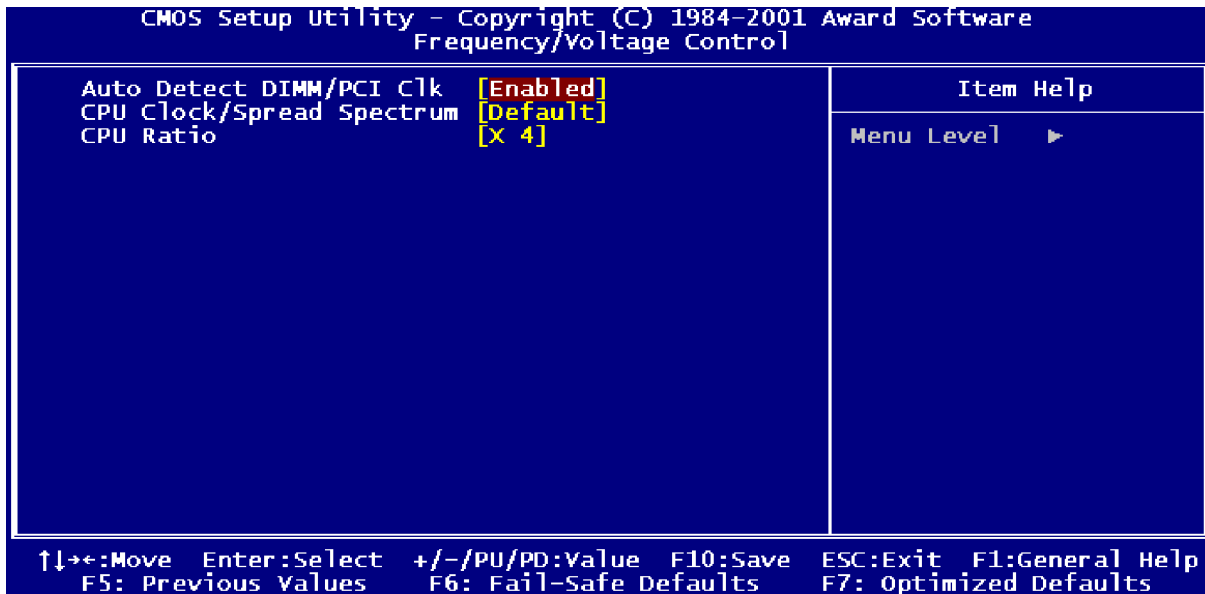 CMOS Setup Utility – Copyright (C) 1984–2001 Award Software
Frequency/Voltage Control
Auto Detect DIMM/PCI Clk [Enabled]
CPU Clock/Spread Spectrum [Default]
CPU Ratio [X 4]
Item Help
Menu Level ►
↑↓→←:Move Enter:Select +/-/PU/PD:Value F10:Save ESC:Exit F1:General Help
F5: Previous Values F6: Fail-Safe Defaults F7: Optimized Defaults